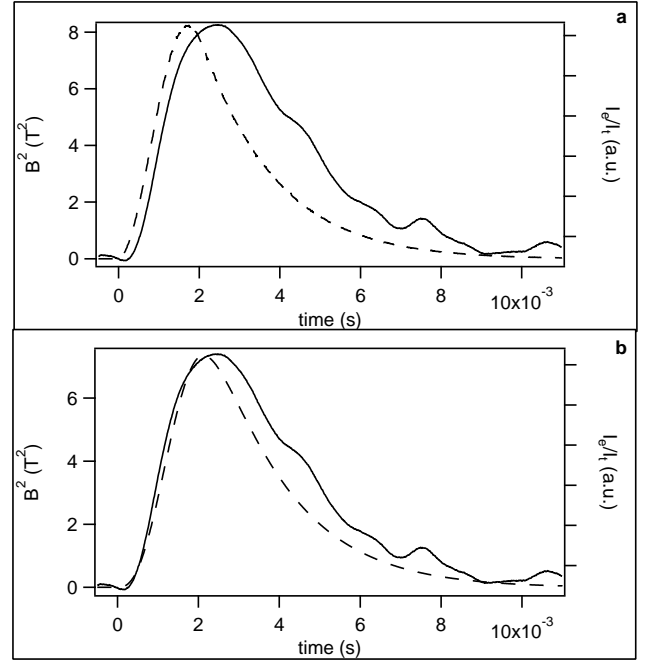 a
8
6
4
2
0
B² (T²)
Iₑ/Iₜ (a.u.)
0 2 4 6 8 10x10⁻³
time (s)
b
6
4
2
0
B² (T²)
Iₑ/Iₜ (a.u.)
0 2 4 6 8 10x10⁻³
time (s)